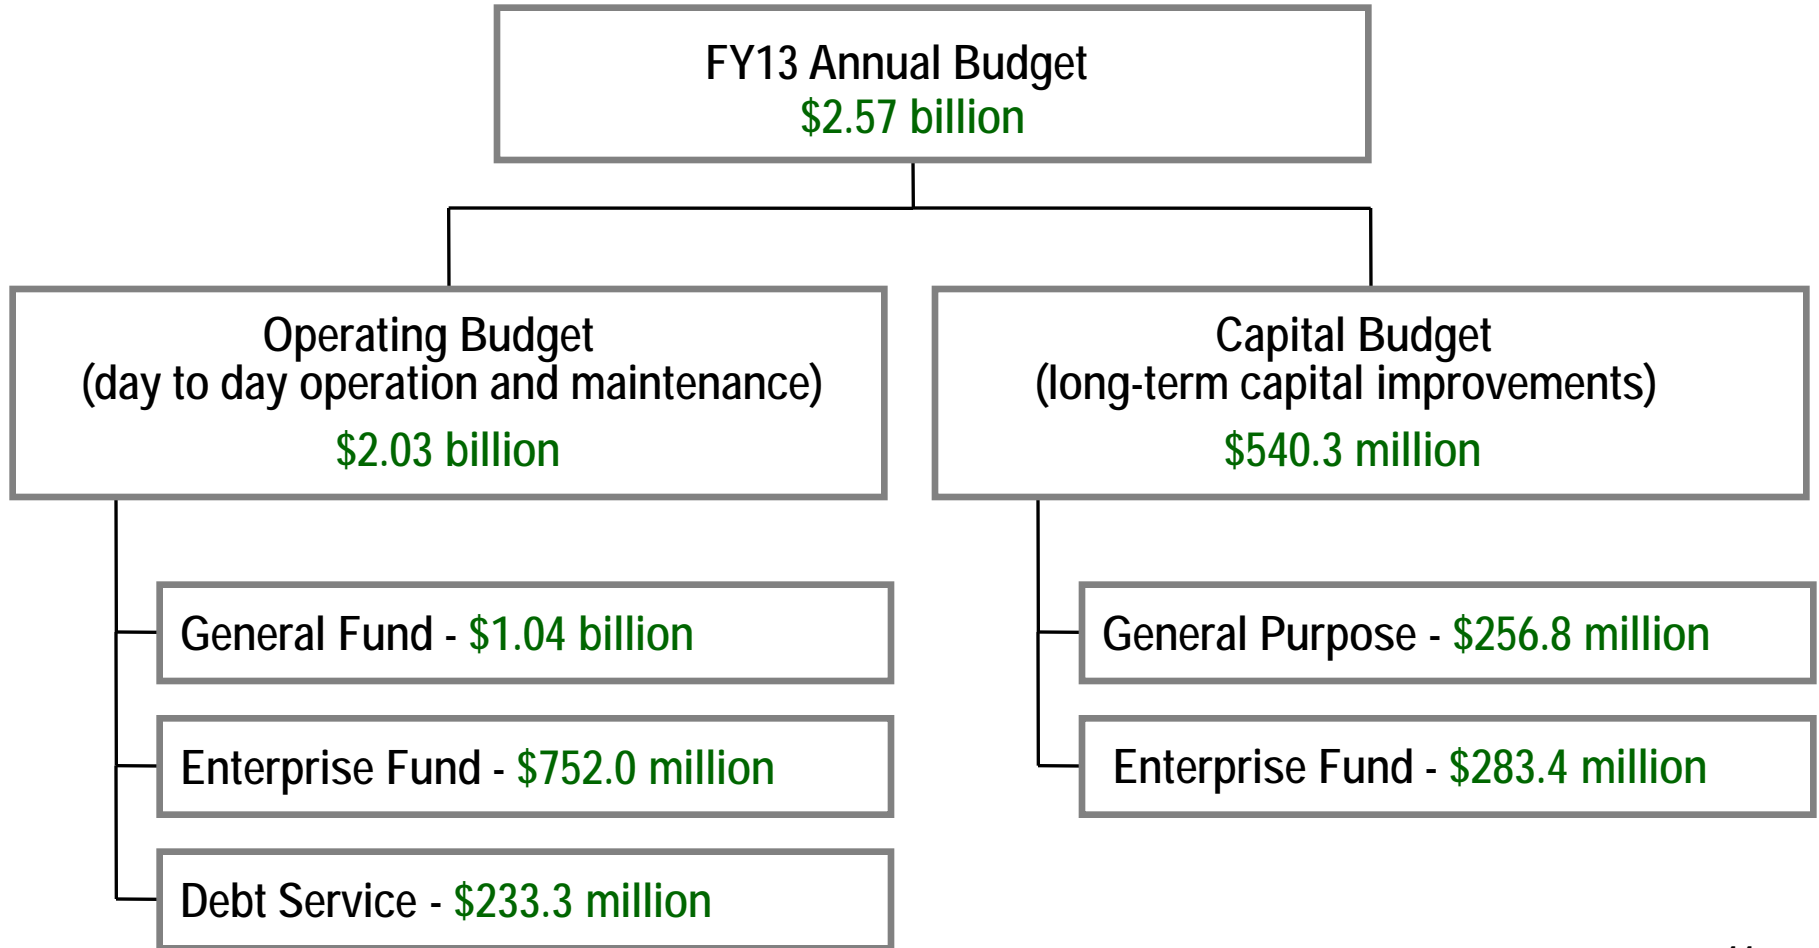 FY13 Annual Budget
$2.57 billion
Operating Budget
(day to day operation and maintenance)
$2.03 billion
Capital Budget
(long-term capital improvements)
$540.3 million
General Fund - $1.04 billion
Enterprise Fund - $752.0 million
Debt Service - $233.3 million
General Purpose - $256.8 million
Enterprise Fund - $283.4 million